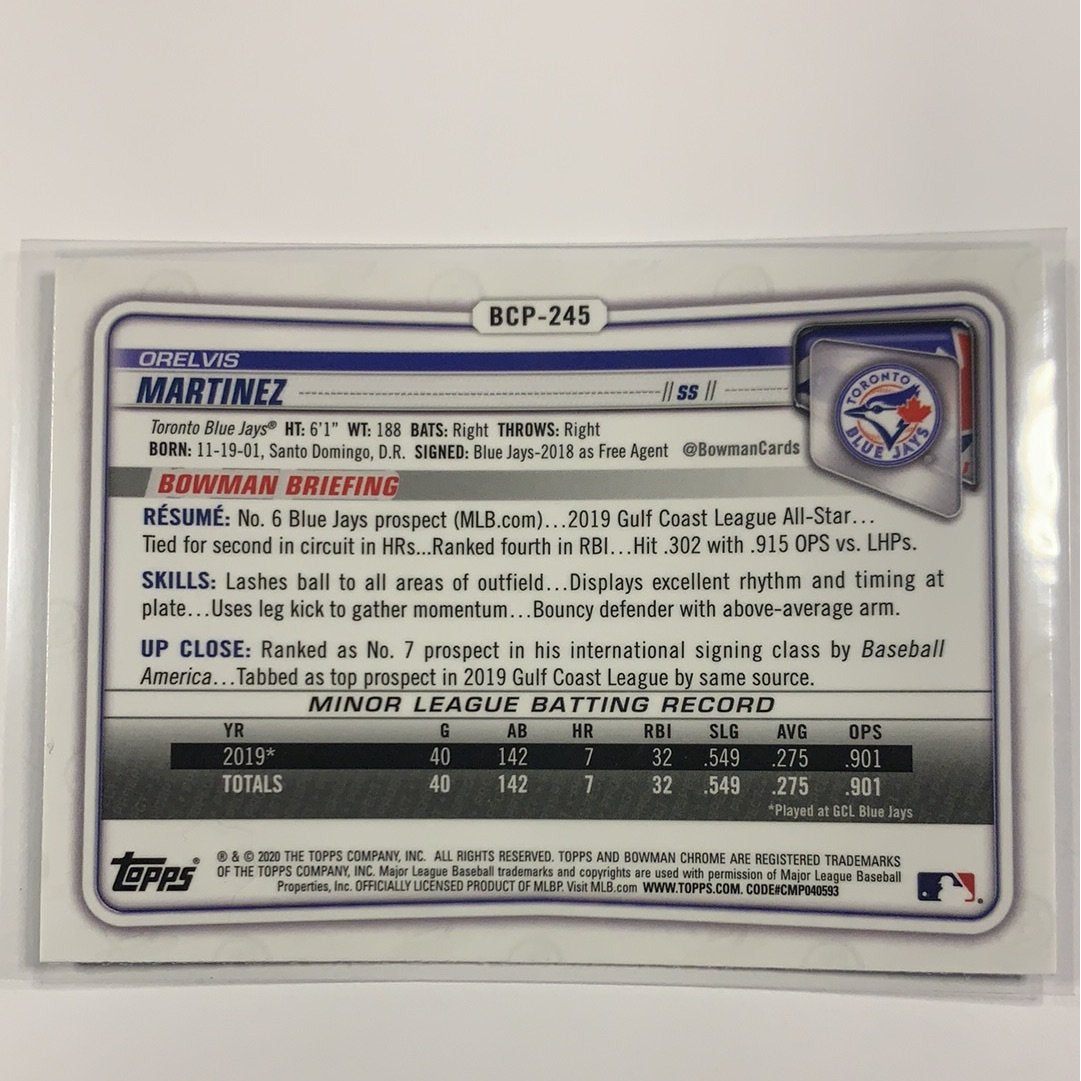 BCP-245
ORELVIS
MARTINEZ // SS //
TORONTO
BLUE JAYS
Toronto Blue Jays® HT: 6'1" WT: 188 BATS: Right THROWS: Right
BORN: 11-19-01, Santo Domingo, D.R. SIGNED: Blue Jays-2018 as Free Agent @BowmanCards
BOWMAN BRIEFING
RÉSUMÉ: No. 6 Blue Jays prospect (MLB.com)...2019 Gulf Coast League All-Star...
Tied for second in circuit in HRs...Ranked fourth in RBI...Hit .302 with .915 OPS vs. LHPs.
SKILLS: Lashes ball to all areas of outfield...Displays excellent rhythm and timing at
plate...Uses leg kick to gather momentum...Bouncy defender with above-average arm.
UP CLOSE: Ranked as No. 7 prospect in his international signing class by Baseball
America...Tabbed as top prospect in 2019 Gulf Coast League by same source.
MINOR LEAGUE BATTING RECORD
YR G AB HR RBI SLG AVG OPS
2019* 40 142 7 32 .549 .275 .901
TOTALS 40 142 7 32 .549 .275 .901
*Played at GCL Blue Jays
Topps®
® & © 2020 THE TOPPS COMPANY, INC. ALL RIGHTS RESERVED. TOPPS AND BOWMAN CHROME ARE REGISTERED TRADEMARKS
OF THE TOPPS COMPANY, INC. Major League Baseball trademarks and copyrights are used with permission of Major League Baseball
Properties, Inc. OFFICIALLY LICENSED PRODUCT OF MLBP. Visit MLB.com WWW.TOPPS.COM. CODE#CMP040593